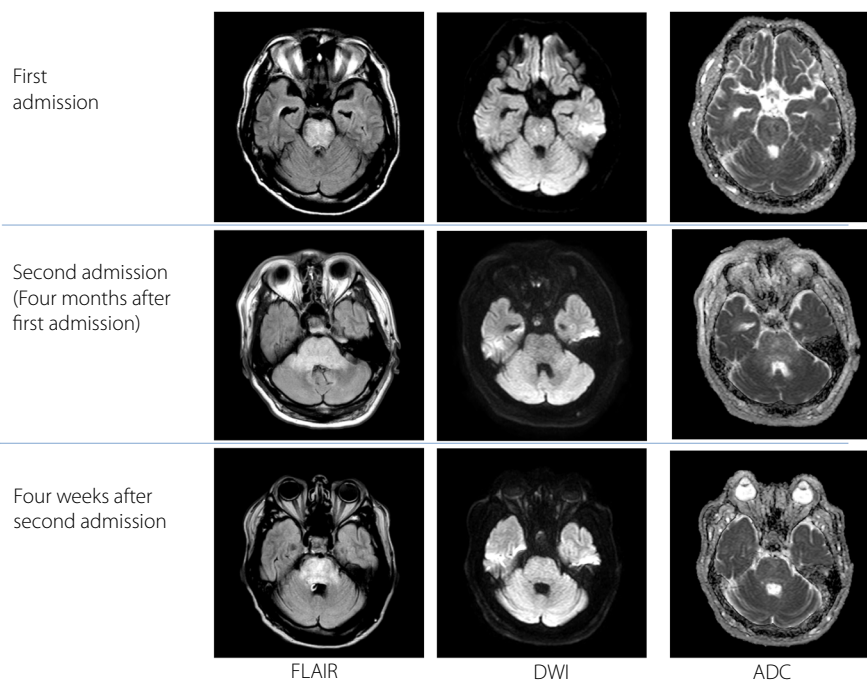 First
admission
Second admission
(Four months after
first admission)
Four weeks after
second admission
FLAIR
DWI
ADC